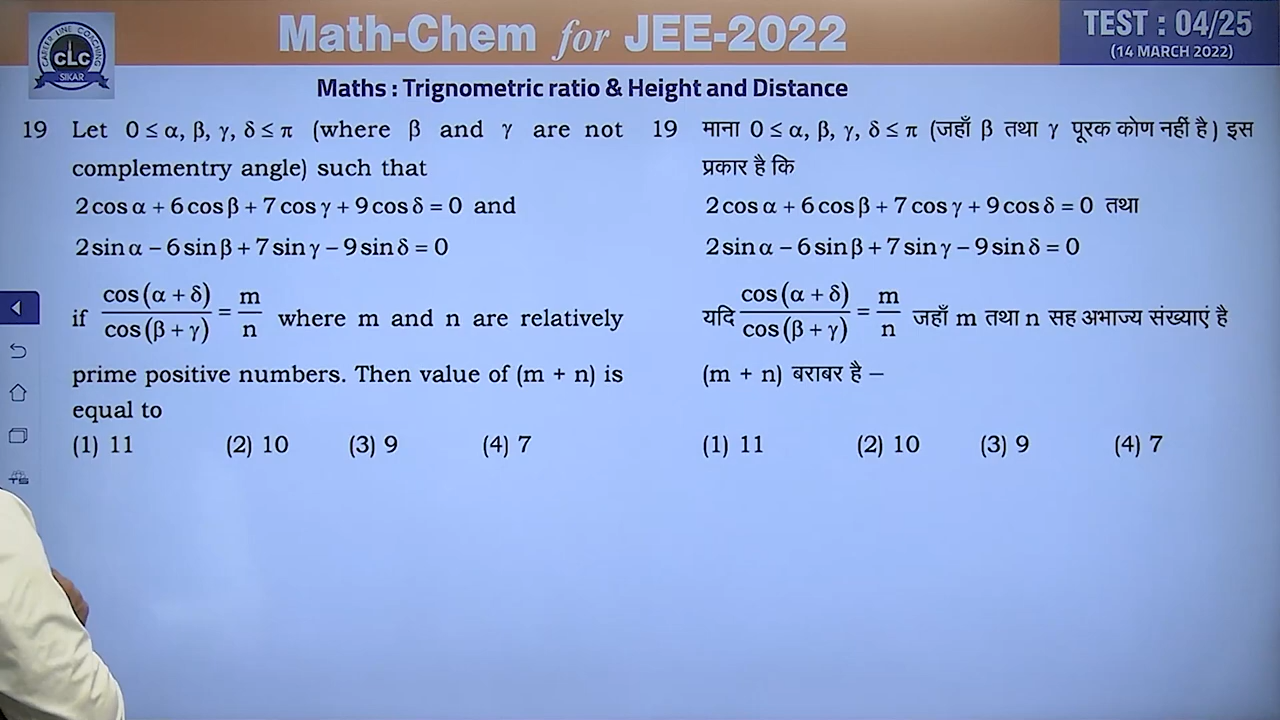 CAREER LINE COACHING
CLC
SIKAR
Math-Chem for JEE-2022
TEST : 04/25
(14 MARCH 2022)
Maths : Trignometric ratio & Height and Distance
19 Let 0 ≤ α, β, γ, δ ≤ π (where β and γ are not
complementry angle) such that
2cosα + 6cosβ + 7cosγ + 9cosδ = 0 and
2sinα − 6sinβ + 7sinγ − 9sinδ = 0
if cos(α + δ)/cos(β + γ) = m/n where m and n are relatively
prime positive numbers. Then value of (m + n) is
equal to
(1) 11 (2) 10 (3) 9 (4) 7
19 माना 0 ≤ α, β, γ, δ ≤ π (जहाँ β तथा γ पूरक कोण नहीं है) इस
प्रकार है कि
2cosα + 6cosβ + 7cosγ + 9cosδ = 0 तथा
2sinα − 6sinβ + 7sinγ − 9sinδ = 0
यदि cos(α + δ)/cos(β + γ) = m/n जहाँ m तथा n सह अभाज्य संख्याएं है
(m + n) बराबर है –
(1) 11 (2) 10 (3) 9 (4) 7